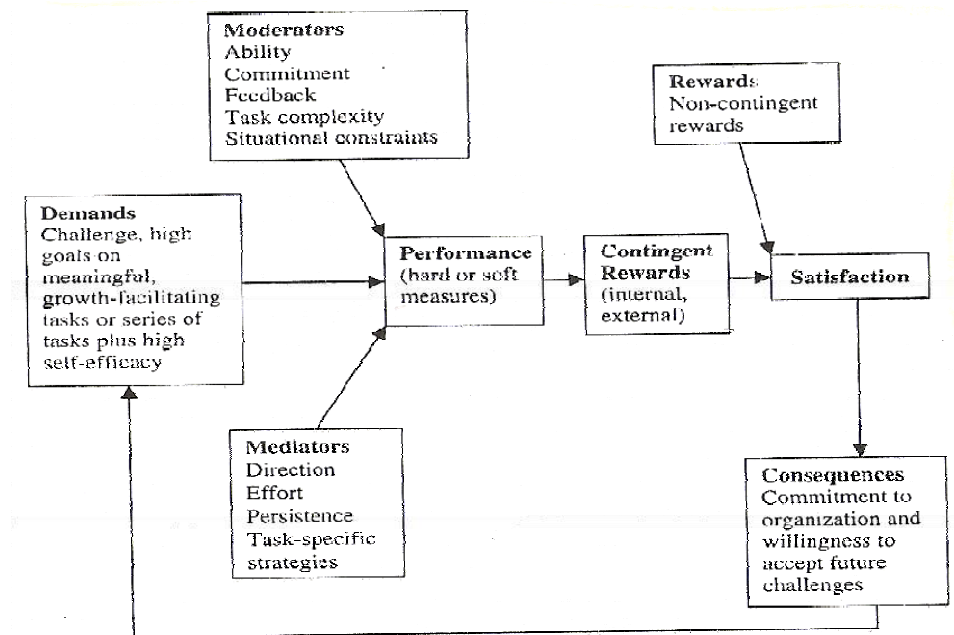 Moderators
Ability
Commitment
Feedback
Task complexity
Situational constraints
Rewards
Non-contingent
rewards
Demands
Challenge, high
goals on
meaningful,
growth-facilitating
tasks or series of
tasks plus high
self-efficacy
Performance
(hard or soft
measures)
Contingent
Rewards
(internal,
external)
Satisfaction
Mediators
Direction
Effort
Persistence
Task-specific
strategies
Consequences
Commitment to
organization and
willingness to
accept future
challenges